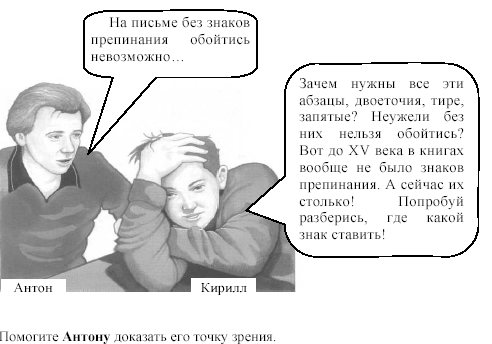 На письме без знаков
препинания обойтись
невозможно…
Зачем нужны все эти
абзацы, двоеточия, тире,
запятые? Неужели без
них нельзя обойтись?
Вот до XV века в книгах
вообще не было знаков
препинания. А сейчас их
столько! Попробуй
разберись, где какой
знак ставить!
Антон
Кирилл
Помогите Антону доказать его точку зрения.